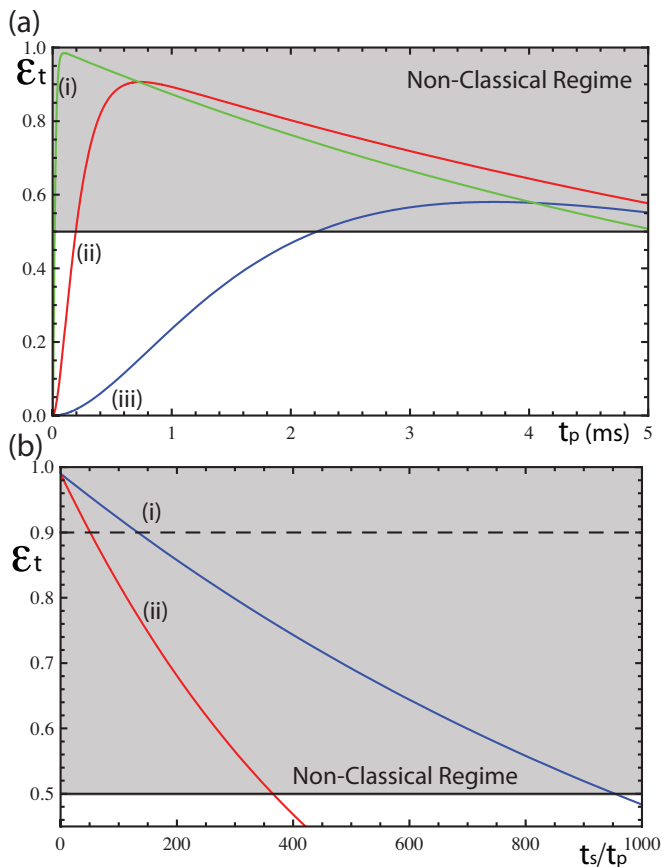 (a)
1.0
εt
(i)
Non-Classical Regime
0.8
0.6
(ii)
0.4
0.2
(iii)
0.0
0
1
2
3
4
5
tp (ms)
(b)
1.0
(i)
0.9
εt
(ii)
0.8
0.7
0.6
Non-Classical Regime
0.5
0
200
400
600
800
1000
ts/tp